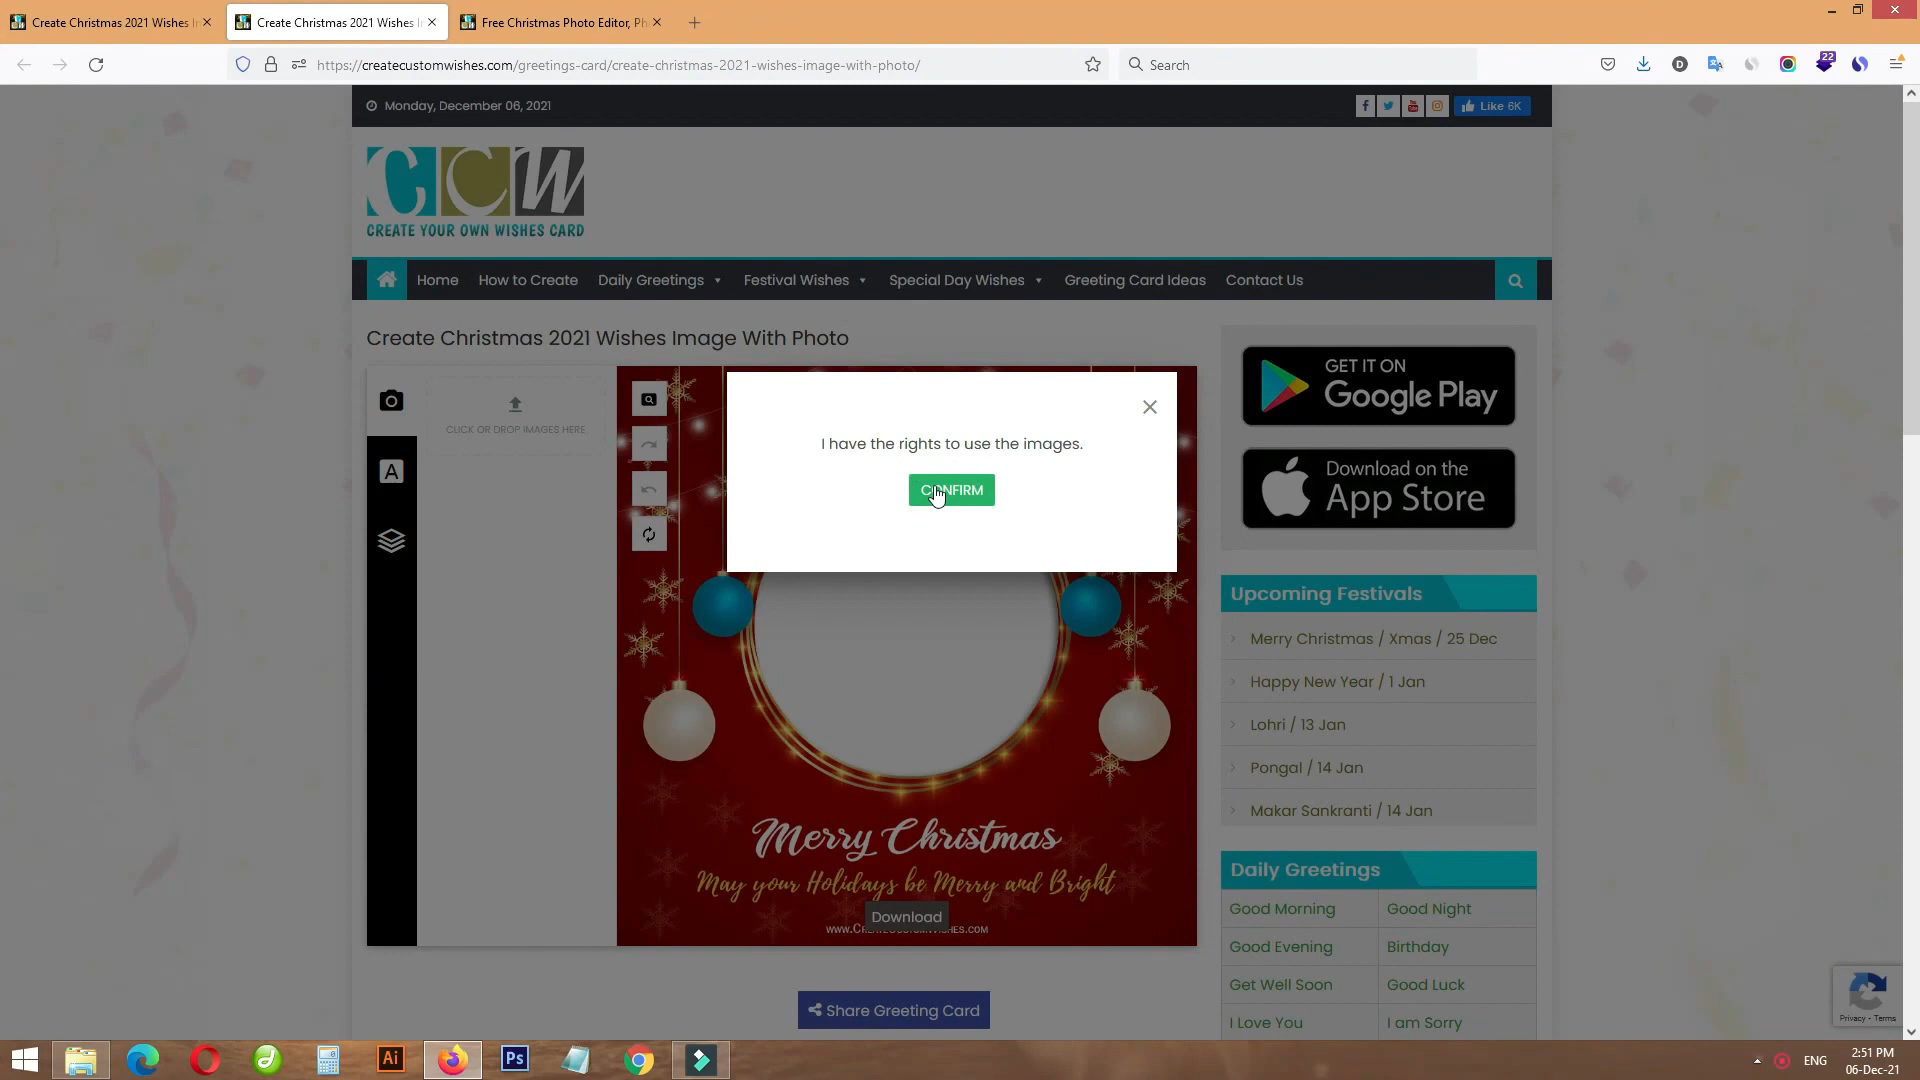 Create Christmas 2021 Wishes I
Create Christmas 2021 Wishes I
Free Christmas Photo Editor, Ph
https://createcustomwishes.com/greetings-card/create-christmas-2021-wishes-image-with-photo/
Search
D
22
Monday, December 06, 2021
Like 6K
CCW
CREATE YOUR OWN WISHES CARD
Home
How to Create
Daily Greetings
Festival Wishes
Special Day Wishes
Greeting Card Ideas
Contact Us
Create Christmas 2021 Wishes Image With Photo
CLICK OR DROP IMAGES HERE
A
I have the rights to use the images.
CONFIRM
Merry Christmas
May your Holidays be Merry and Bright
Download
www.CreateCustomWishes.com
Share Greeting Card
GET IT ON
Google Play
Download on the
App Store
Upcoming Festivals
Merry Christmas / Xmas / 25 Dec
Happy New Year / 1 Jan
Lohri / 13 Jan
Pongal / 14 Jan
Makar Sankranti / 14 Jan
Daily Greetings
Good Morning
Good Night
Good Evening
Birthday
Get Well Soon
Good Luck
I Love You
I am Sorry
Privacy - Terms
Ai
Ps
ENG
2:51 PM
06-Dec-21